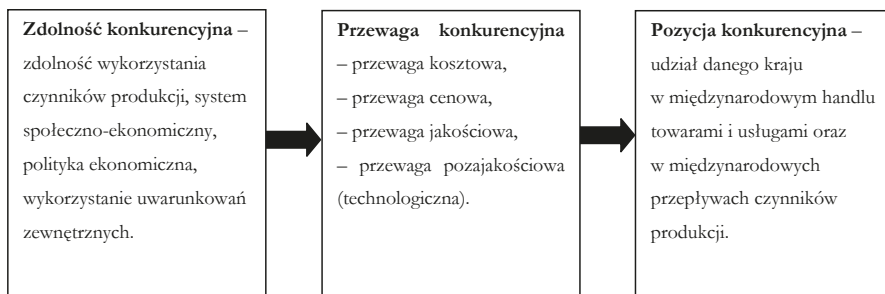 Zdolność konkurencyjna –
zdolność wykorzystania
czynników produkcji, system
społeczno-ekonomiczny,
polityka ekonomiczna,
wykorzystanie uwarunkowań
zewnętrznych.
Przewaga konkurencyjna
– przewaga kosztowa,
– przewaga cenowa,
– przewaga jakościowa,
– przewaga pozajakościowa
(technologiczna).
Pozycja konkurencyjna –
udział danego kraju
w międzynarodowym handlu
towarami i usługami oraz
w międzynarodowych
przepływach czynników
produkcji.